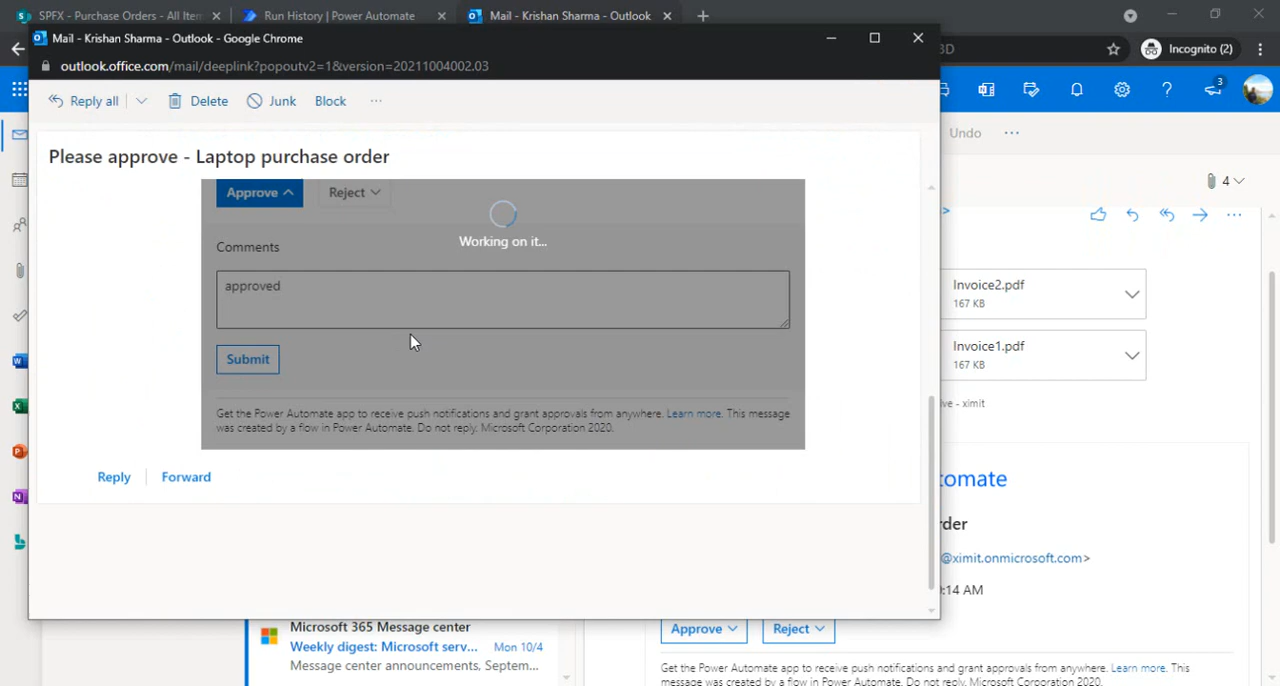 SPFX - Purchase Orders - All Item
Run History | Power Automate
Mail - Krishan Sharma - Outlook
Mail - Krishan Sharma - Outlook - Google Chrome
outlook.office.com/mail/deeplink?popoutv2=1&version=20211004002.03
3D
Incognito (2)
Reply all
Delete
Junk
Block
3
Undo
Please approve - Laptop purchase order
4
Approve
Reject
Working on it...
Comments
approved
Submit
Get the Power Automate app to receive push notifications and grant approvals from anywhere. Learn more. This message
was created by a flow in Power Automate. Do not reply. Microsoft Corporation 2020.
Reply
Forward
>
Invoice2.pdf
167 KB
Invoice1.pdf
167 KB
ve - ximit
tomate
rder
@ximit.onmicrosoft.com>
:14 AM
Microsoft 365 Message center
Weekly digest: Microsoft serv...
Mon 10/4
Message center announcements, Septem...
Approve
Reject
Get the Power Automate app to receive push notifications and grant approvals from anywhere. Learn more. This
message was created by a flow in Power Automate. Do not reply. Microsoft Corporation 2020.